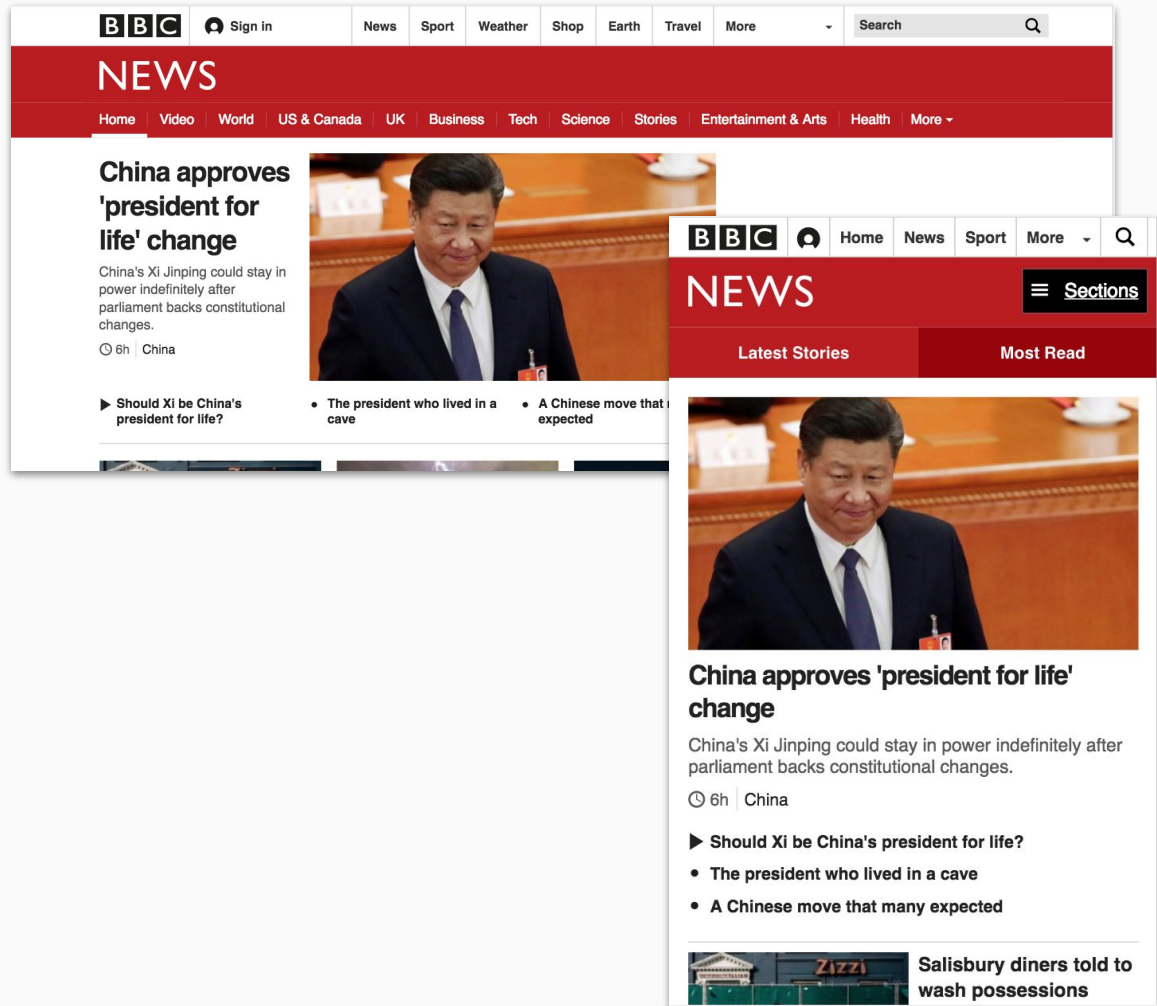 BBC Sign in News Sport Weather Shop Earth Travel More Search
NEWS
Home Video World US & Canada UK Business Tech Science Stories Entertainment & Arts Health More
China approves
'president for
life' change
China's Xi Jinping could stay in
power indefinitely after
parliament backs constitutional
changes.
6h China
Should Xi be China's
president for life?
• The president who lived in a
cave
• A Chinese move that
expected
BBC Home News Sport More
NEWS Sections
Latest Stories Most Read
China approves 'president for life'
change
China's Xi Jinping could stay in power indefinitely after
parliament backs constitutional changes.
6h China
Should Xi be China's president for life?
• The president who lived in a cave
• A Chinese move that many expected
Zizzi
Salisbury diners told to
wash possessions